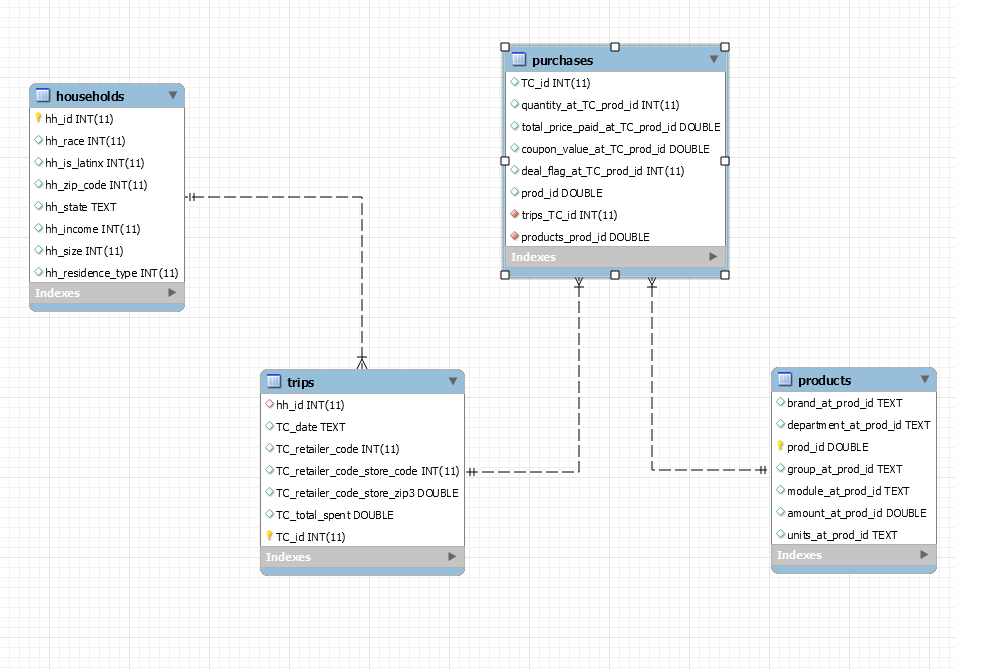 households
hh_id INT(11)
hh_race INT(11)
hh_is_latinx INT(11)
hh_zip_code INT(11)
hh_state TEXT
hh_income INT(11)
hh_size INT(11)
hh_residence_type INT(11)
Indexes
purchases
TC_id INT(11)
quantity_at_TC_prod_id INT(11)
total_price_paid_at_TC_prod_id DOUBLE
coupon_value_at_TC_prod_id DOUBLE
deal_flag_at_TC_prod_id INT(11)
prod_id DOUBLE
trips_TC_id INT(11)
products_prod_id DOUBLE
Indexes
trips
hh_id INT(11)
TC_date TEXT
TC_retailer_code INT(11)
TC_retailer_code_store_code INT(11)
TC_retailer_code_store_zip3 DOUBLE
TC_total_spent DOUBLE
TC_id INT(11)
Indexes
products
brand_at_prod_id TEXT
department_at_prod_id TEXT
prod_id DOUBLE
group_at_prod_id TEXT
module_at_prod_id TEXT
amount_at_prod_id DOUBLE
units_at_prod_id TEXT
Indexes